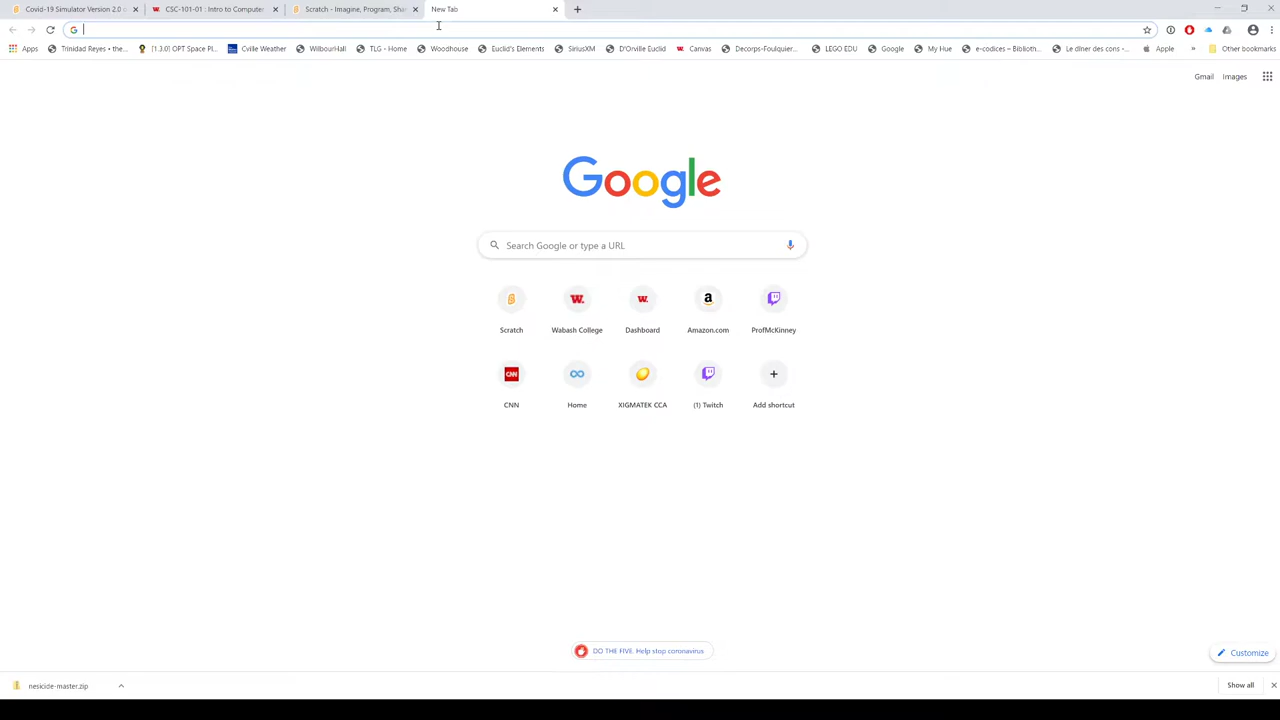 Covid-19 Simulator Version 2.0 o
CSC-101-01 : Intro to Computer
Scratch - Imagine, Program, Shar
New Tab
Apps
Trinidad Reyes • the...
[1.3.0] OPT Space Pl...
Cville Weather
WilbourHall
TLG - Home
Woodhouse
Euclid's Elements
SiriusXM
D'Orville Euclid
Canvas
Decorps-Foulquier...
LEGO EDU
Google
My Hue
e-codices – Biblioth...
Le dîner des cons -...
Apple
»
Other bookmarks
Gmail
Images
Google
Search Google or type a URL
Scratch
Wabash College
Dashboard
Amazon.com
ProfMcKinney
CNN
Home
XIGMATEK CCA
(1) Twitch
Add shortcut
DO THE FIVE. Help stop coronavirus
Customize
nesicide-master.zip
Show all